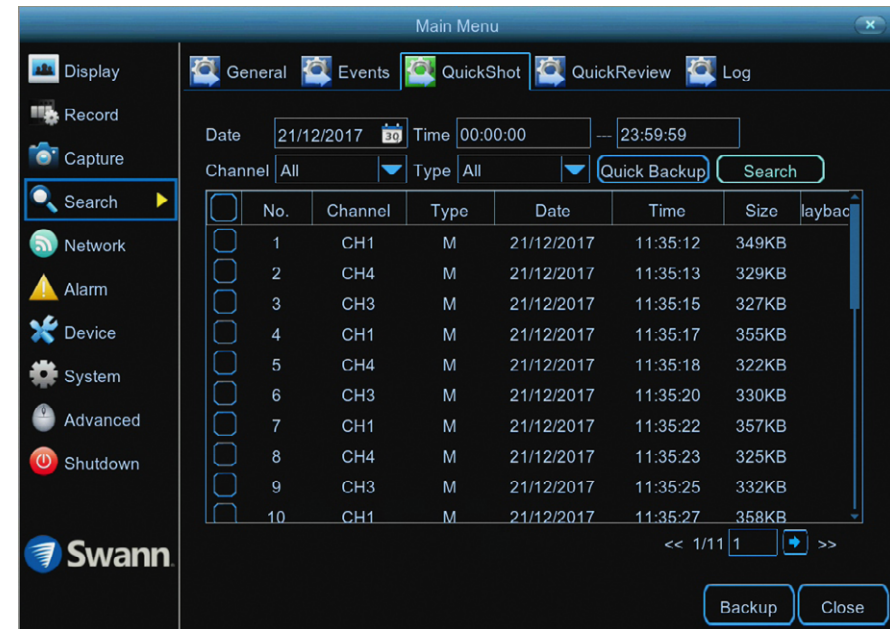 Main Menu
Display
Record
Capture
Search
Network
Alarm
Device
System
Advanced
Shutdown
Swann
General Events QuickShot QuickReview Log
Date 21/12/2017 30 Time 00:00:00 --- 23:59:59
Channel All Type All Quick Backup Search
No. Channel Type Date Time Size laybac
1 CH1 M 21/12/2017 11:35:12 349KB
2 CH4 M 21/12/2017 11:35:13 329KB
3 CH3 M 21/12/2017 11:35:15 327KB
4 CH1 M 21/12/2017 11:35:17 355KB
5 CH4 M 21/12/2017 11:35:18 322KB
6 CH3 M 21/12/2017 11:35:20 330KB
7 CH1 M 21/12/2017 11:35:22 357KB
8 CH4 M 21/12/2017 11:35:23 325KB
9 CH3 M 21/12/2017 11:35:25 332KB
10 CH1 M 21/12/2017 11:35:27 358KB
<< 1/11 1 >>
Backup Close